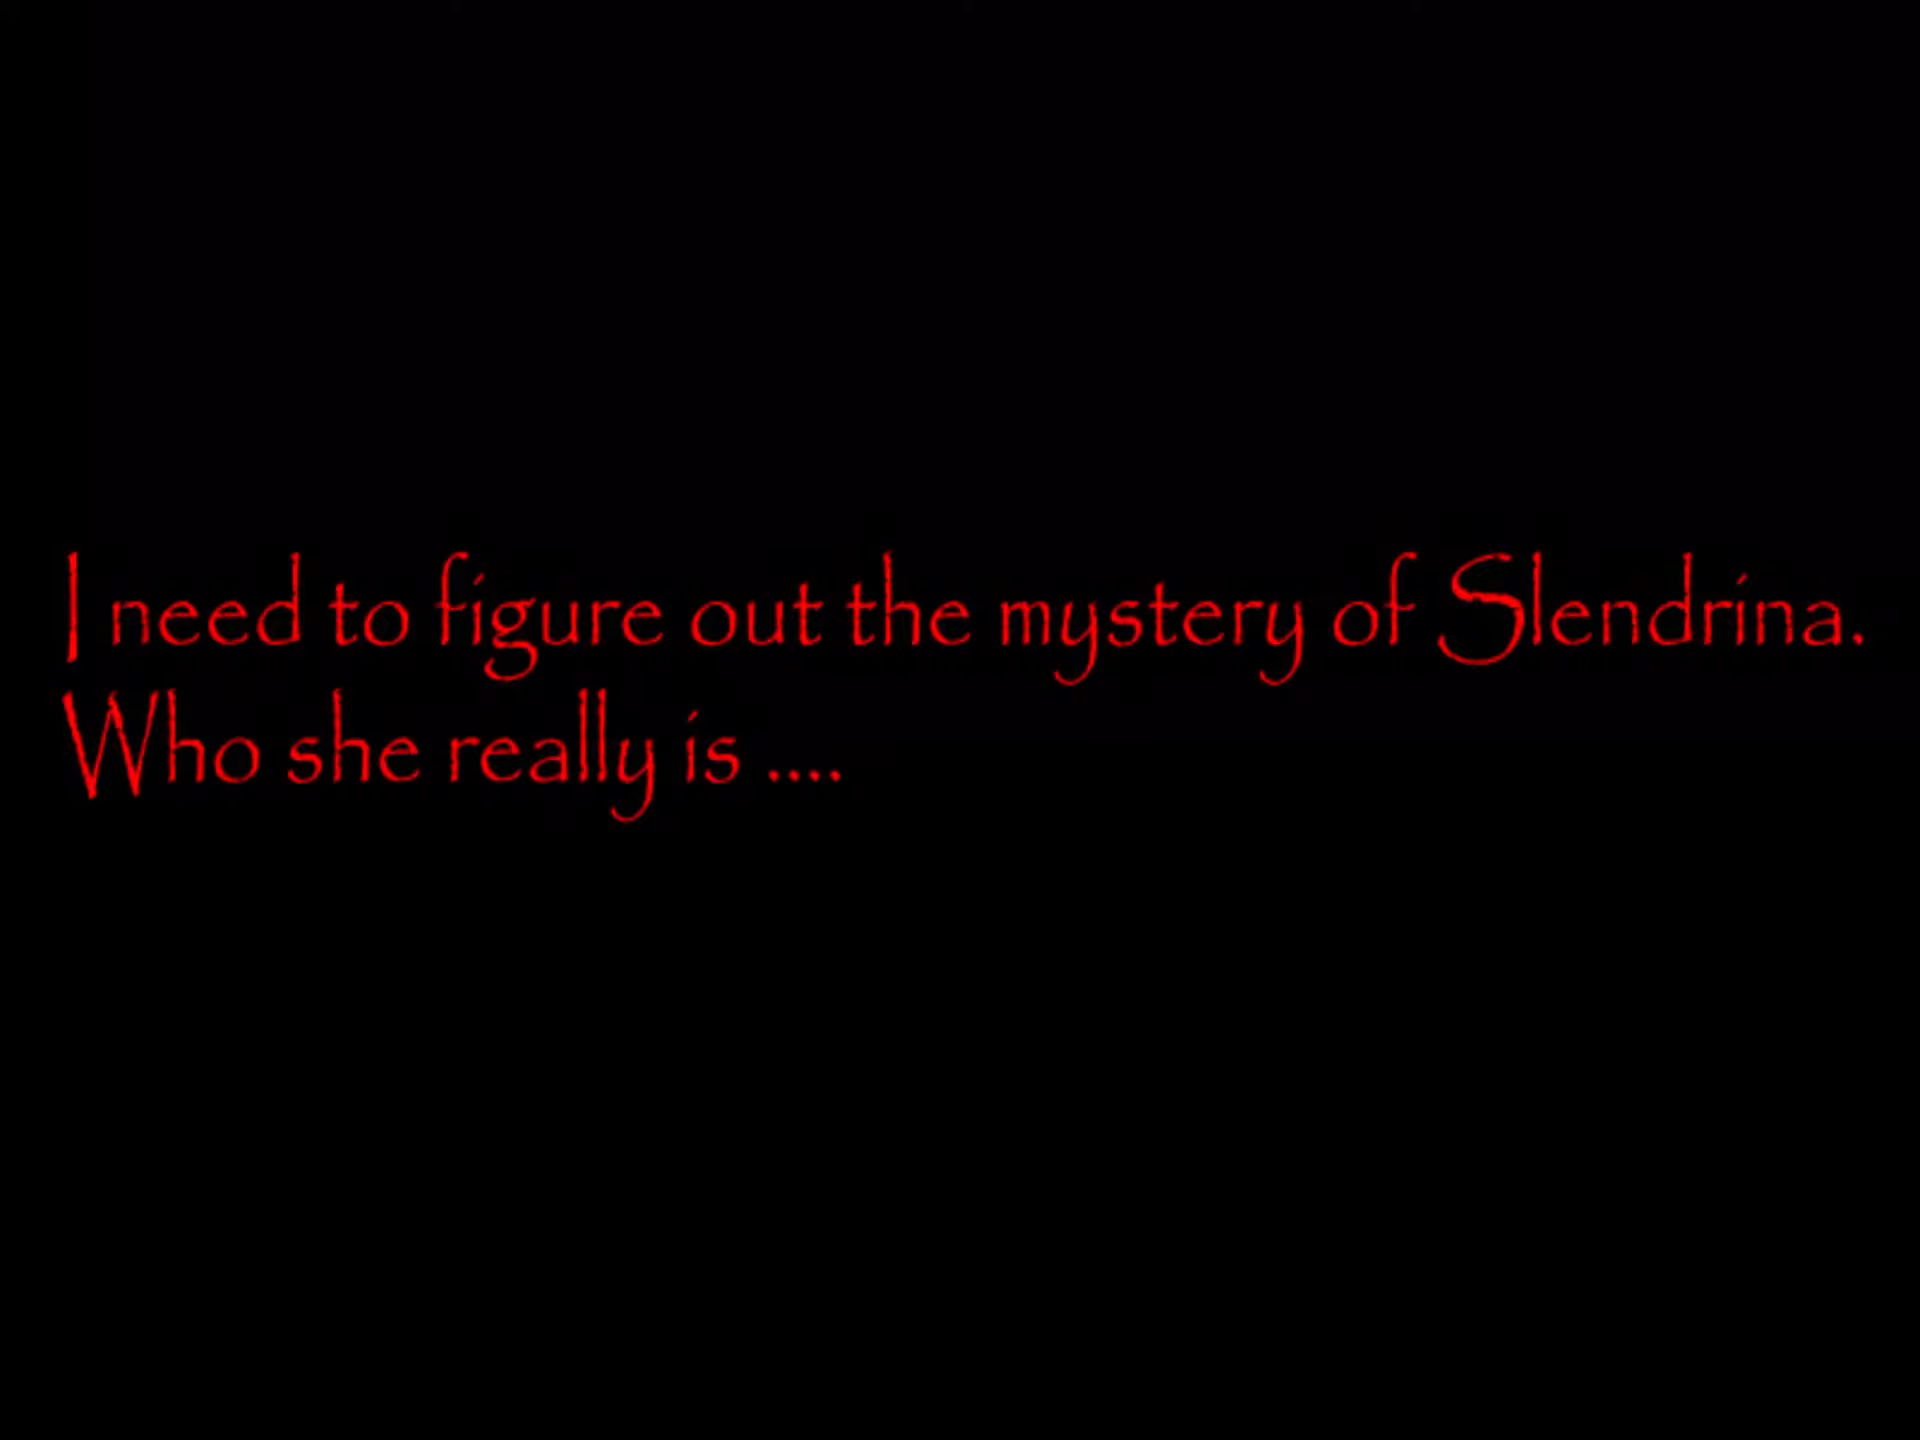 I need to figure out the mystery of Slendrina.
Who she really is ....